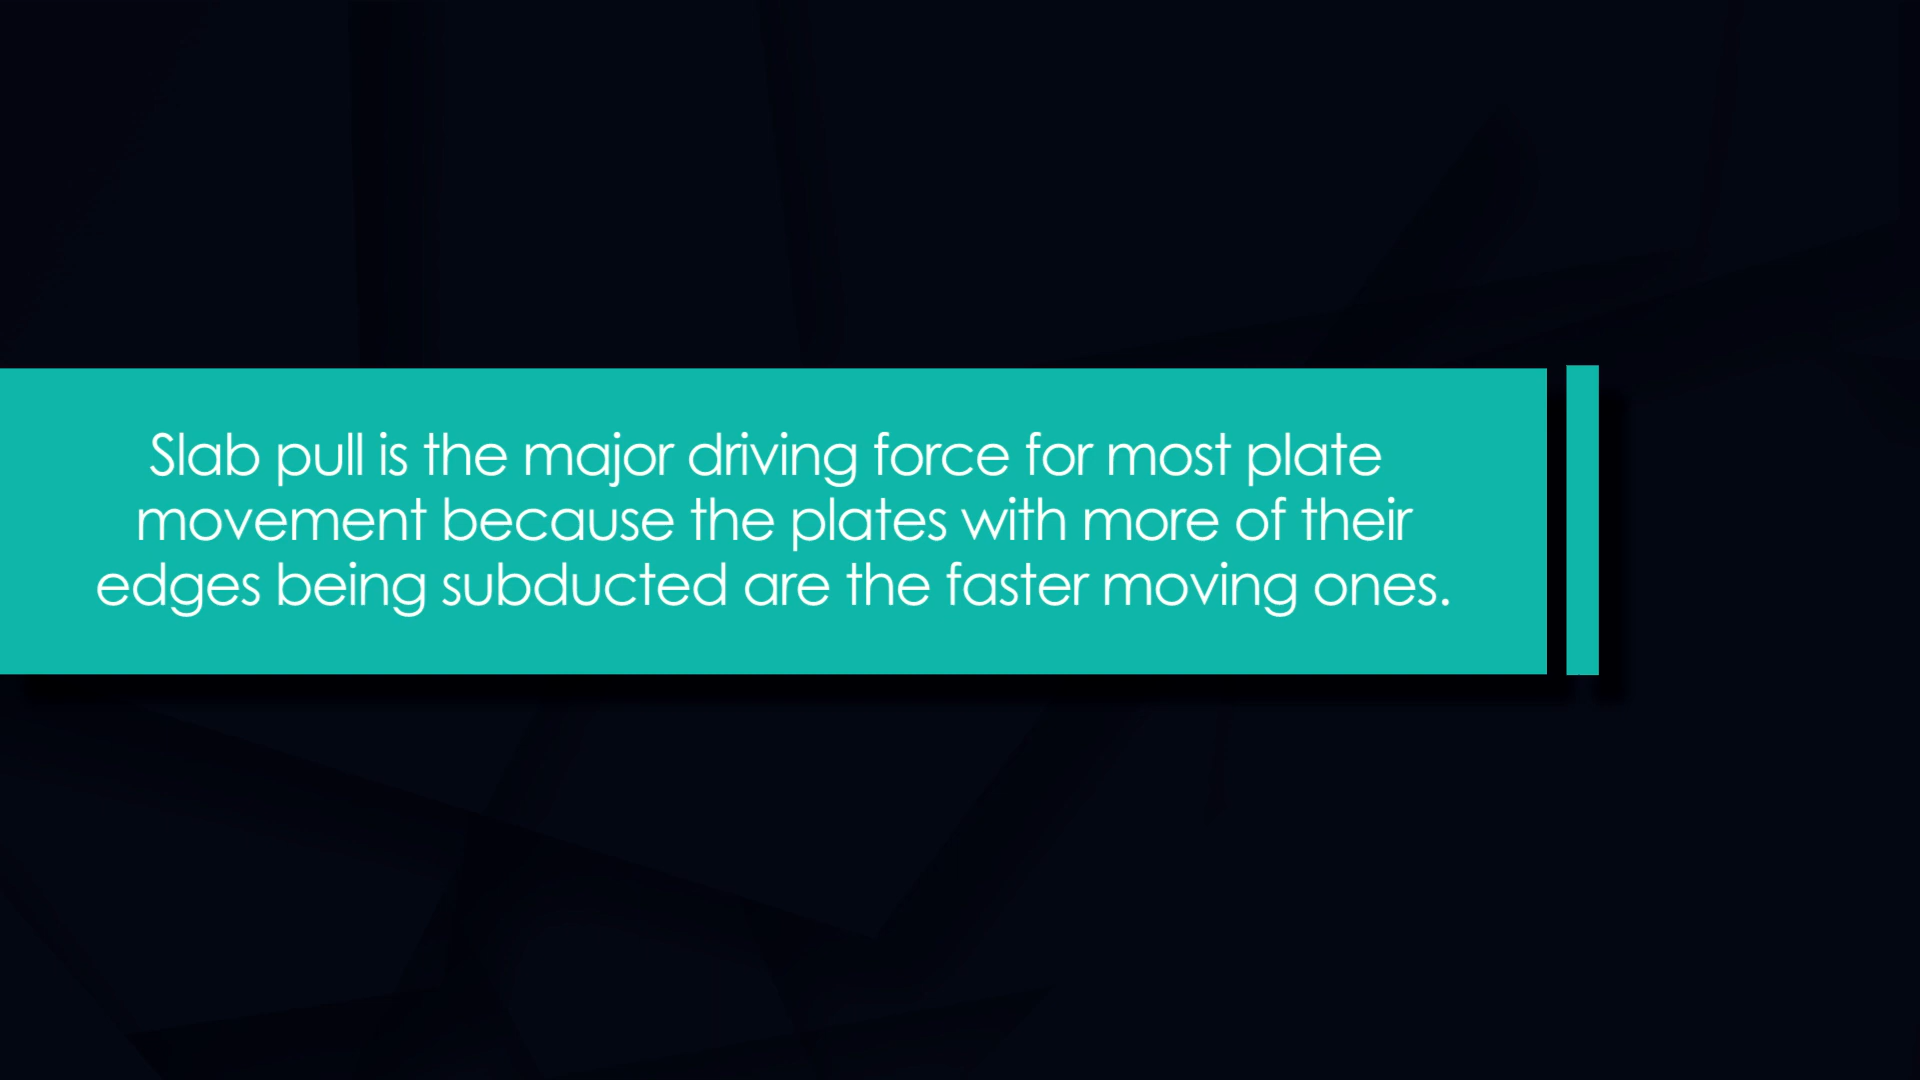 Slab pull is the major driving force for most plate
movement because the plates with more of their
edges being subducted are the faster moving ones.